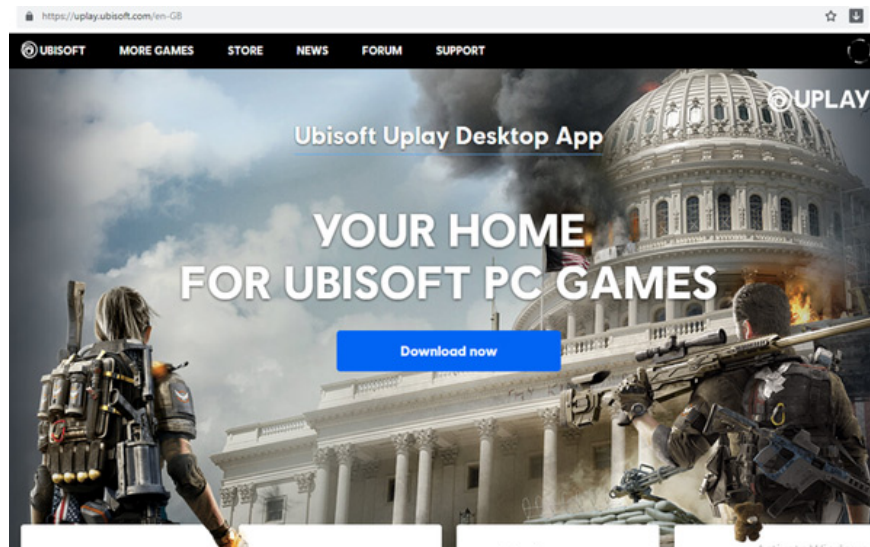 https://uplay.ubisoft.com/en-GB
UBISOFT MORE GAMES STORE NEWS FORUM SUPPORT
UPLAY
Ubisoft Uplay Desktop App
YOUR HOME
FOR UBISOFT PC GAMES
Download now